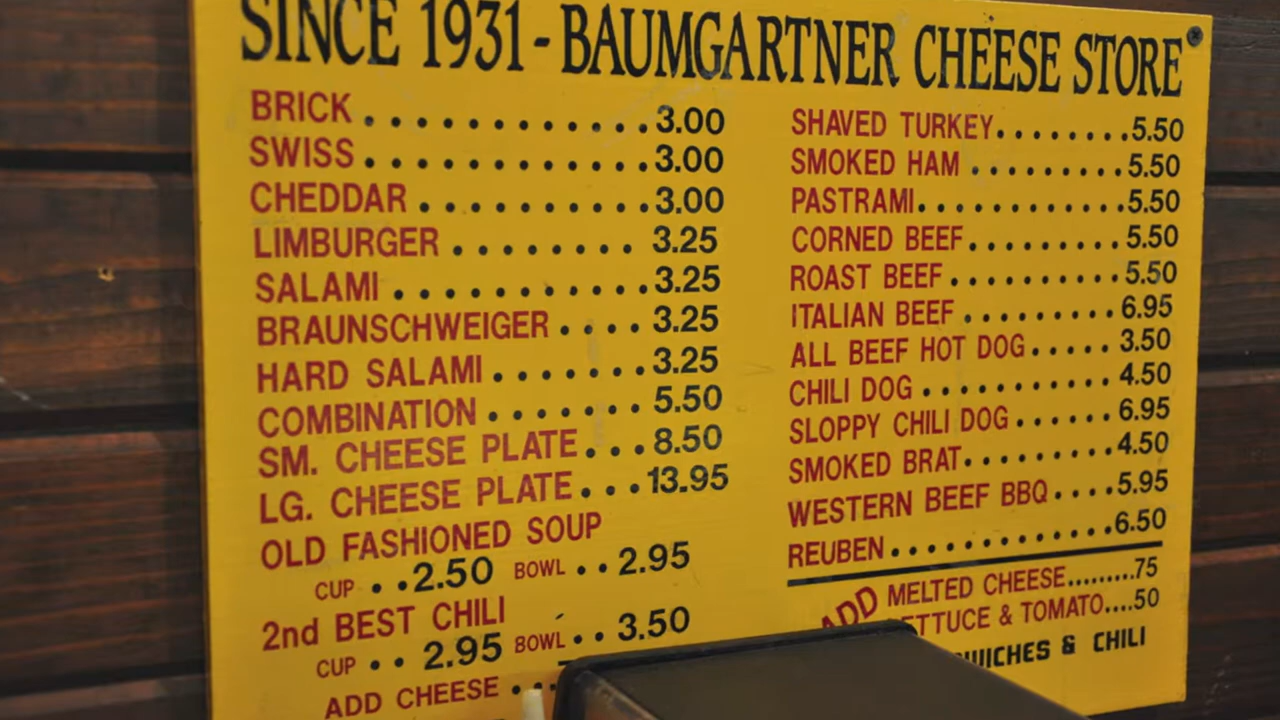 SINCE 1931 - BAUMGARTNER CHEESE STORE
BRICK.............3.00
SWISS.............3.00
CHEDDAR..........3.00
LIMBURGER........3.25
SALAMI...........3.25
BRAUNSCHWEIGER....3.25
HARD SALAMI........3.25
COMBINATION.......5.50
SM. CHEESE PLATE...8.50
LG. CHEESE PLATE...13.95
OLD FASHIONED SOUP
CUP..2.50 BOWL..2.95
2nd BEST CHILI
CUP..2.95 BOWL..3.50
ADD CHEESE..
SHAVED TURKEY........5.50
SMOKED HAM.........5.50
PASTRAMI............5.50
CORNED BEEF.........5.50
ROAST BEEF..........5.50
ITALIAN BEEF.........6.95
ALL BEEF HOT DOG.....3.50
CHILI DOG...........4.50
SLOPPY CHILI DOG......6.95
SMOKED BRAT.........4.50
WESTERN BEEF BBQ....5.95
REUBEN............6.50
ADD MELTED CHEESE.........75
& TOMATO....50
& CHILI